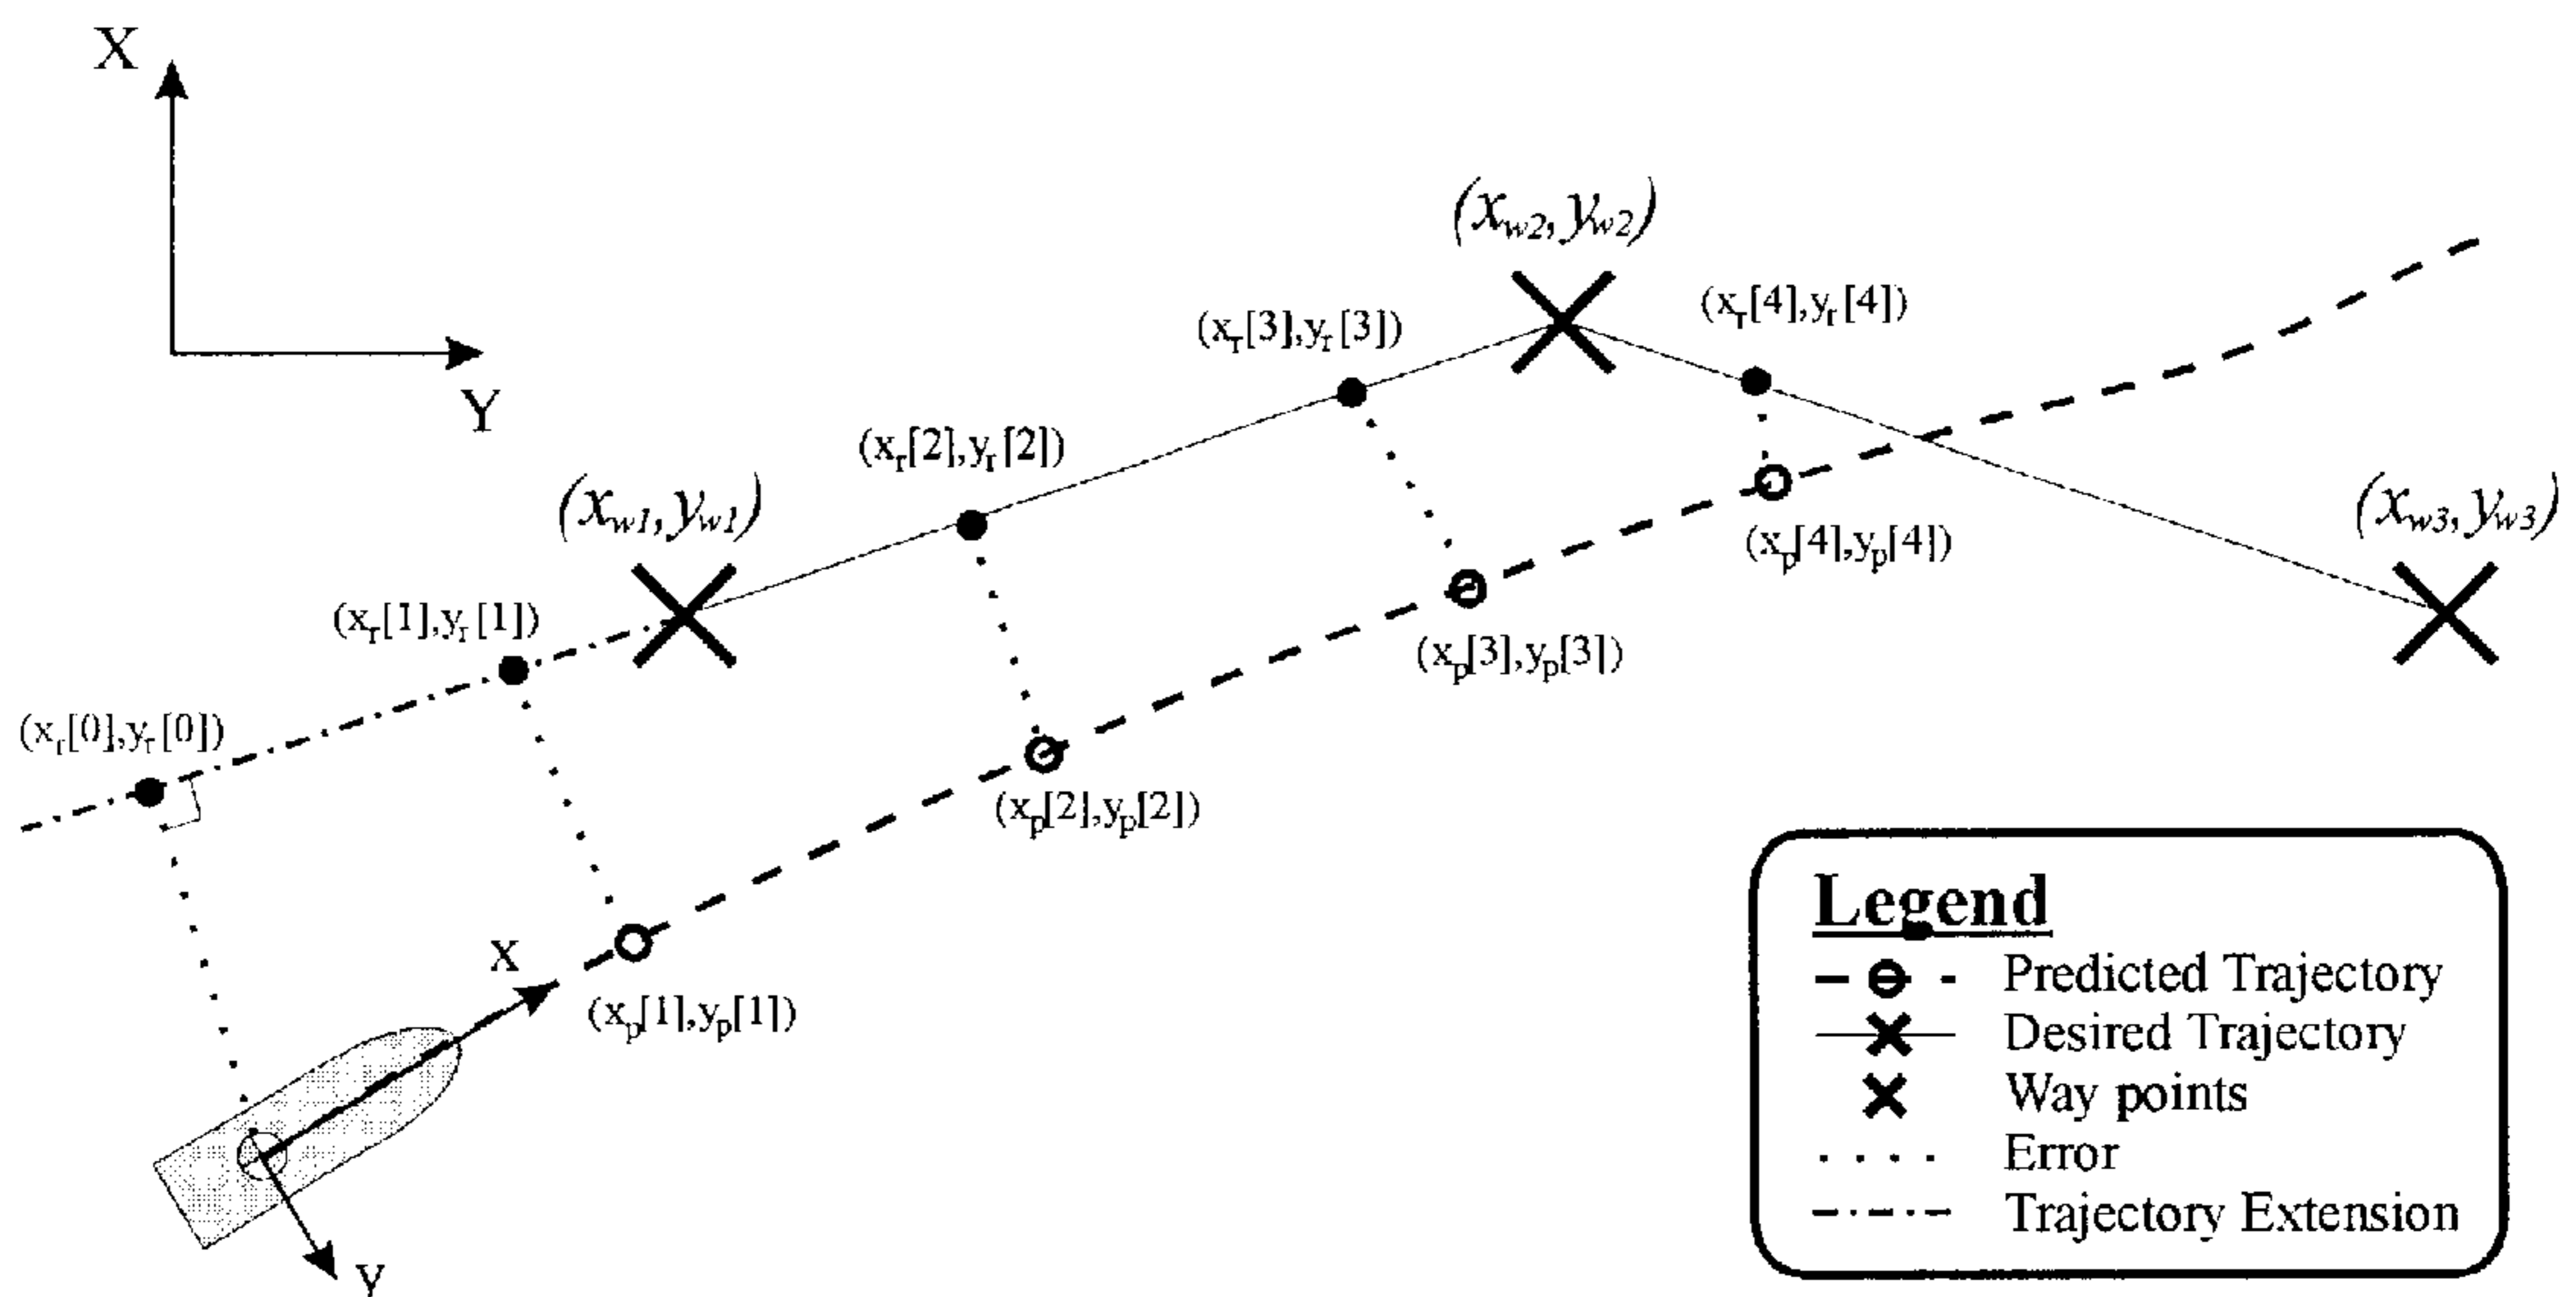 X
Y
(x_w2, y_w2)
(x_r[3],y_r[3])
(x_r[4],y_r[4])
(x_r[2],y_r[2])
(x_w1, y_w1)
(x_w3, y_w3)
(x_p[4],y_p[4])
(x_r[1],y_r[1])
(x_p[3],y_p[3])
(x_r[0],y_r[0])
(x_p[2],y_p[2])
X
(x_p[1],y_p[1])
y
Legend
Predicted Trajectory
Desired Trajectory
Way points
Error
Trajectory Extension